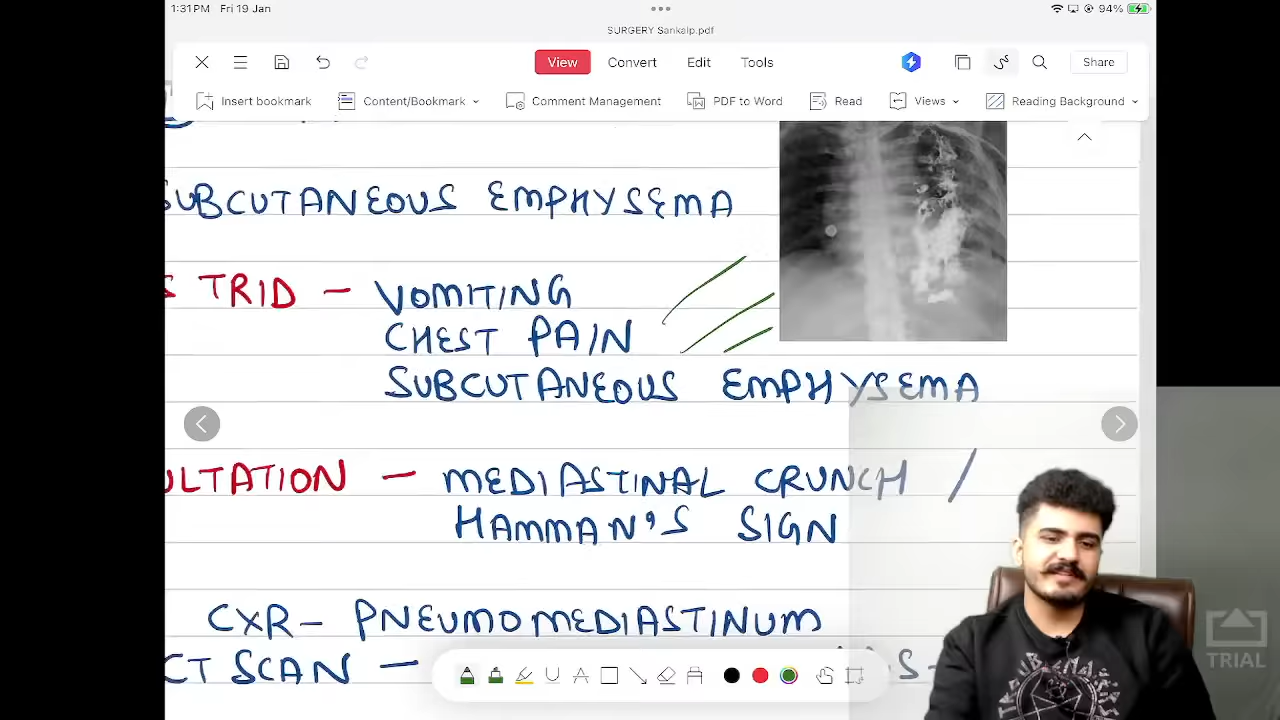 1:31PM Fri 19 Jan
94%
SURGERY Sankalp.pdf
View Convert Edit Tools
Share
Insert bookmark Content/Bookmark Comment Management PDF to Word Read Views Reading Background
SUBCUTANEOUS EMPHYSEMA
S TRID - VOMITING
CHEST PAIN
SUBCUTANEOUS EMPHYSEMA
ULTATION - MEDIASTINAL CRUNCH /
HAMMAN'S SIGN
CXR - PNEUMOMEDIASTINUM
CT SCAN -
TRIAL